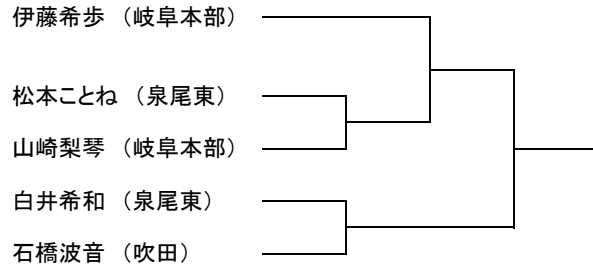 伊藤希歩 （岐阜本部）
松本ことね （泉尾東）
山崎梨琴 （岐阜本部）
白井希和 （泉尾東）
石橋波音 （吹田）